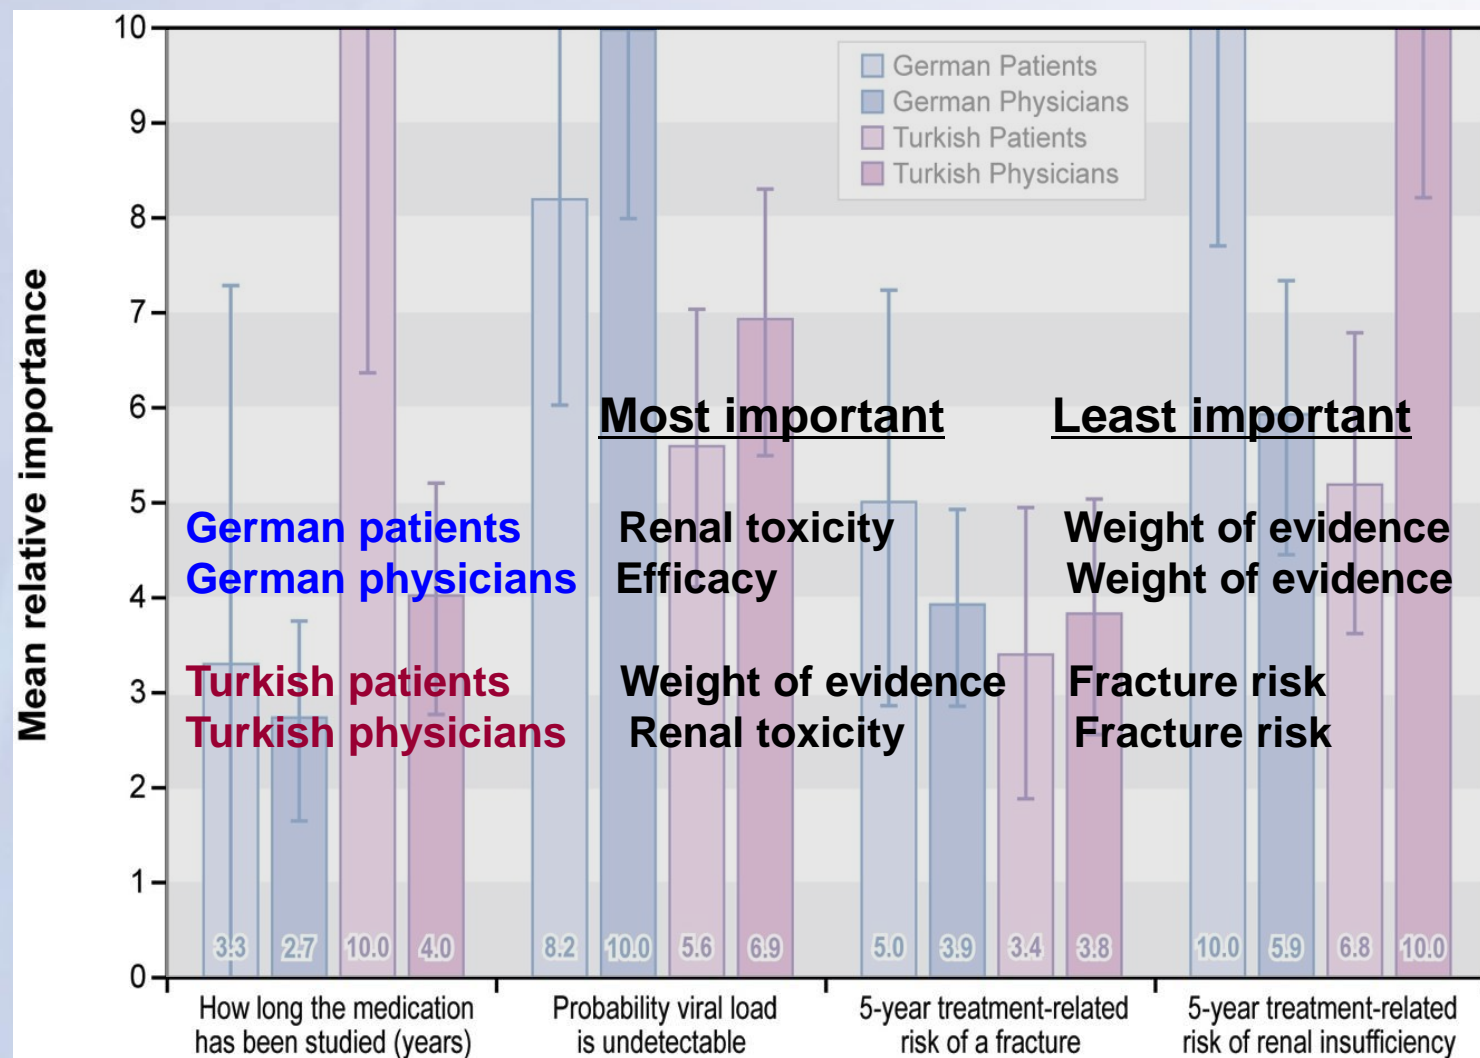 Mean relative importance
10
9
8
7
6
5
4
3
2
1
0
German Patients
German Physicians
Turkish Patients
Turkish Physicians
Most important Least important
German patients Renal toxicity Weight of evidence
German physicians Efficacy Weight of evidence
Turkish patients Weight of evidence Fracture risk
Turkish physicians Renal toxicity Fracture risk
3.3 2.7 10.0 4.0 8.2 10.0 5.6 6.9 5.0 3.9 3.4 3.8 10.0 5.9 6.8 10.0
How long the medication
has been studied (years)
Probability viral load
is undetectable
5-year treatment-related
risk of a fracture
5-year treatment-related
risk of renal insufficiency